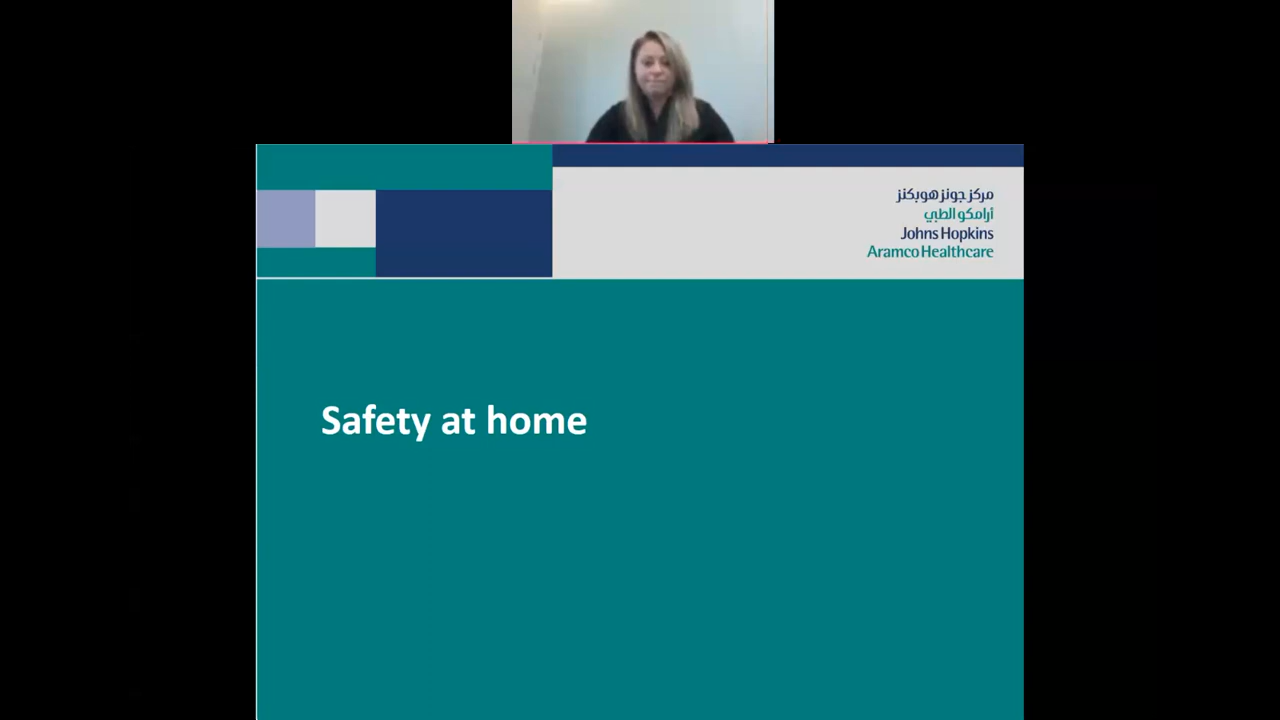 مركز جونز هوبكنز
أرامكو الطبي
Johns Hopkins
Aramco Healthcare
Safety at home